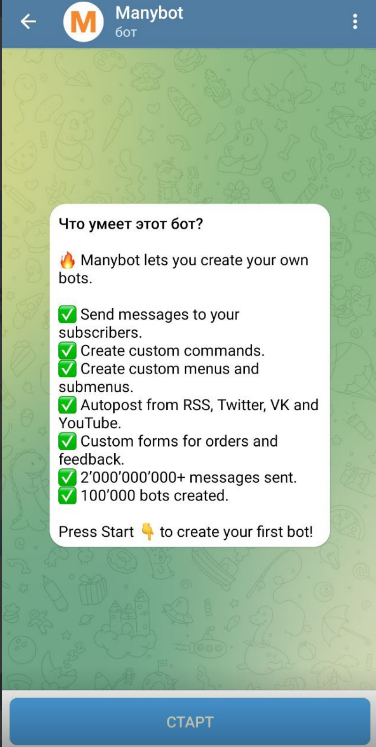 Manybot
бот
Что умеет этот бот?
🔥 Manybot lets you create your own
bots.
✅ Send messages to your
subscribers.
✅ Create custom commands.
✅ Create custom menus and
submenus.
✅ Autopost from RSS, Twitter, VK and
YouTube.
✅ Custom forms for orders and
feedback.
✅ 2’000’000’000+ messages sent.
✅ 100’000 bots created.
Press Start 👇 to create your first bot!
СТАРТ